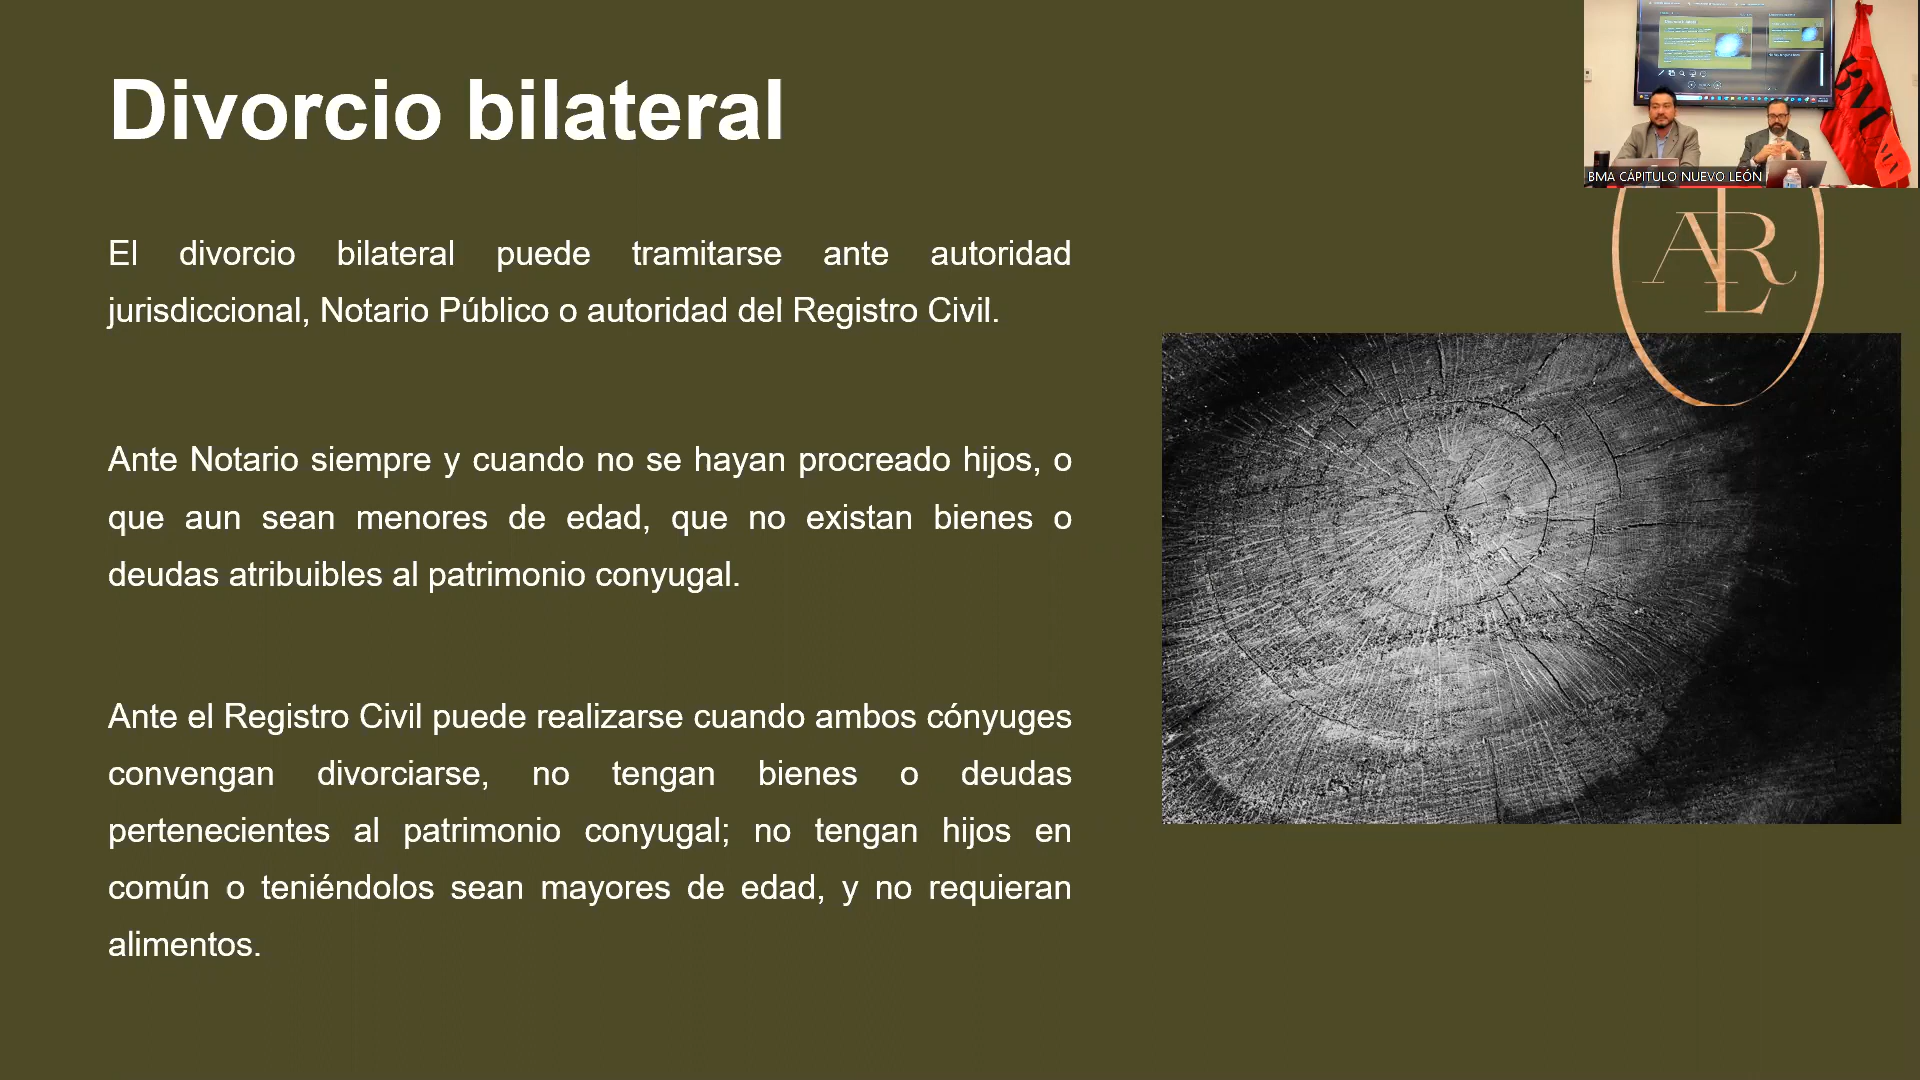 Divorcio bilateral
El divorcio bilateral puede tramitarse ante autoridad
jurisdiccional, Notario Público o autoridad del Registro Civil.
Ante Notario siempre y cuando no se hayan procreado hijos, o
que aun sean menores de edad, que no existan bienes o
deudas atribuibles al patrimonio conyugal.
Ante el Registro Civil puede realizarse cuando ambos cónyuges
convengan divorciarse, no tengan bienes o deudas
pertenecientes al patrimonio conyugal; no tengan hijos en
común o teniéndolos sean mayores de edad, y no requieran
alimentos.
BMA CÁPITULO NUEVO LEÓN